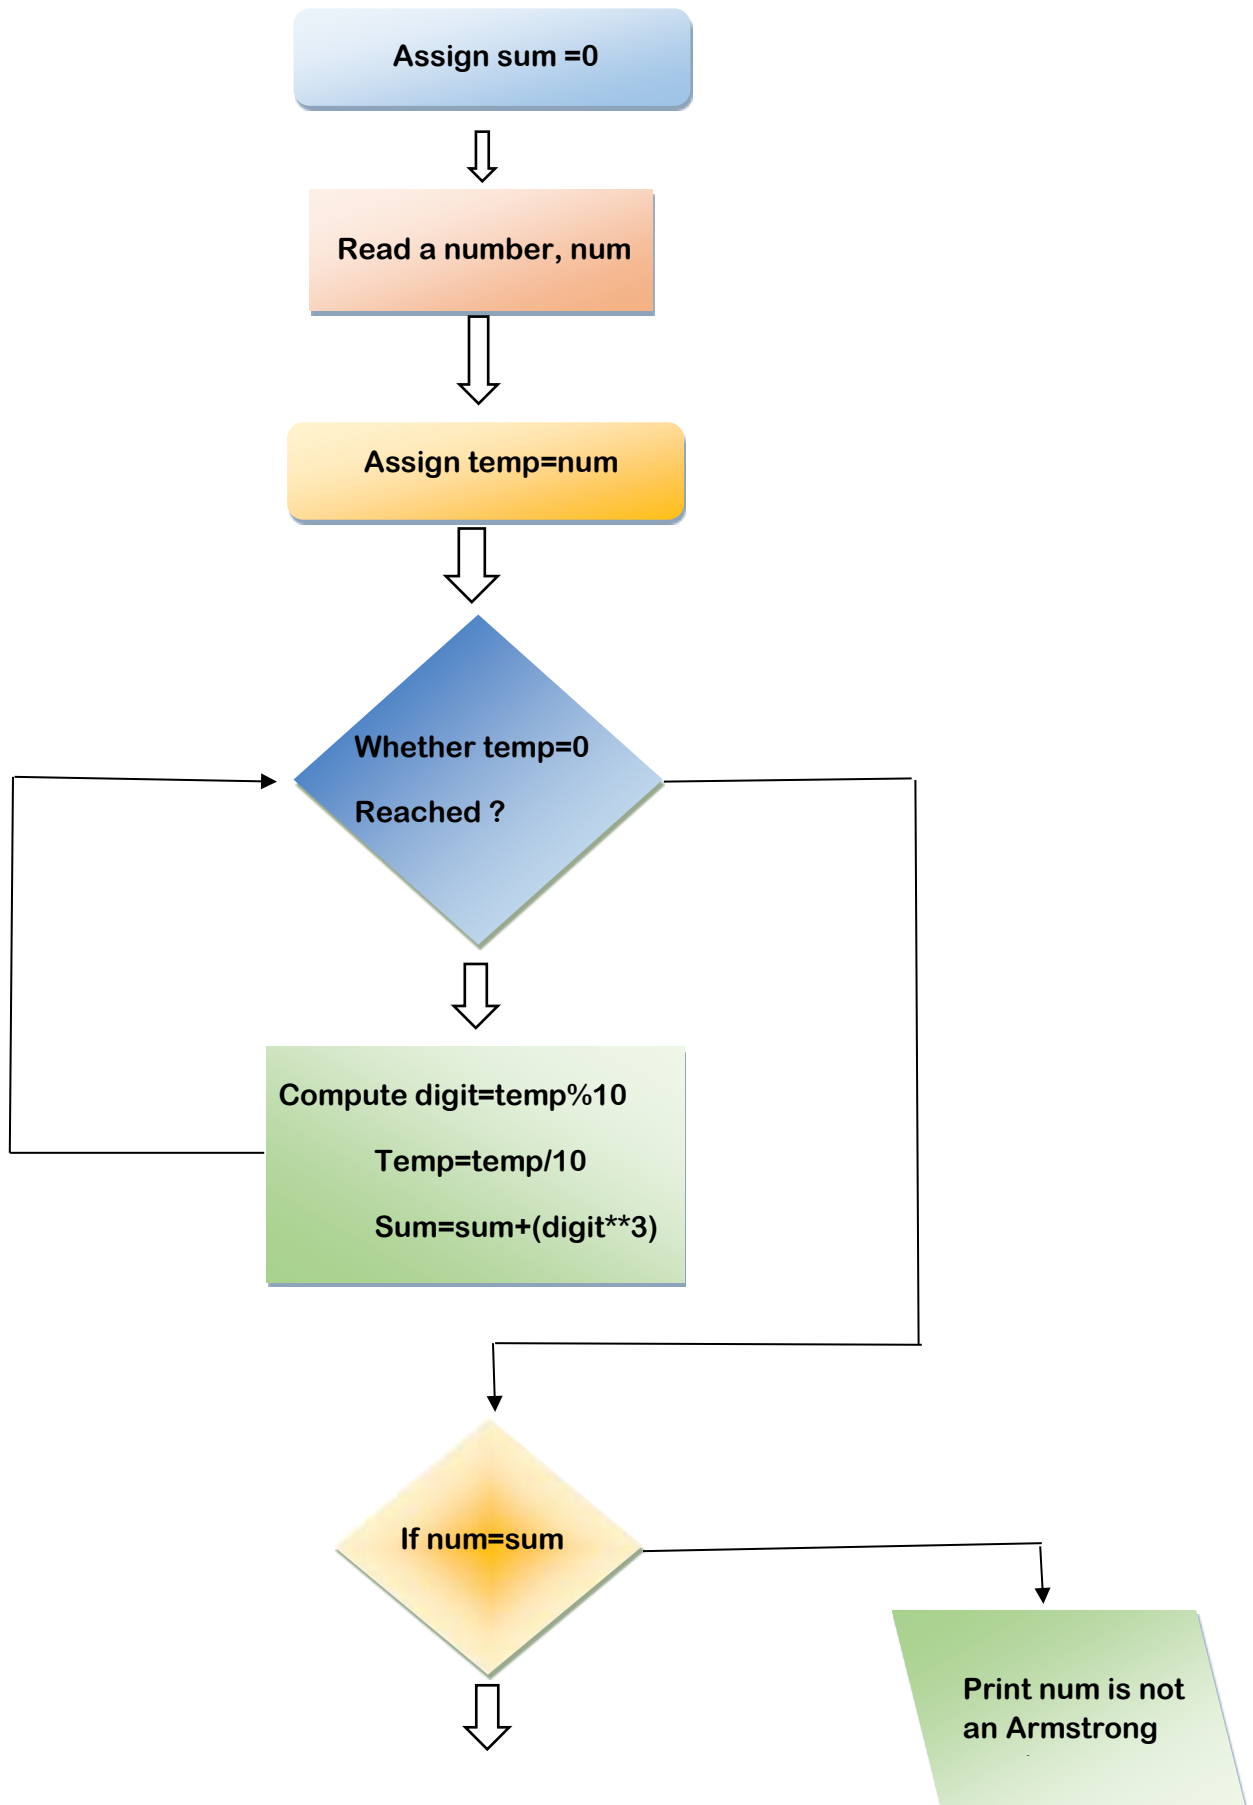 Assign sum =0
Read a number, num
Assign temp=num
Whether temp=0
Reached ?
Compute digit=temp%10
Temp=temp/10
Sum=sum+(digit**3)
If num=sum
Print num is not
an Armstrong